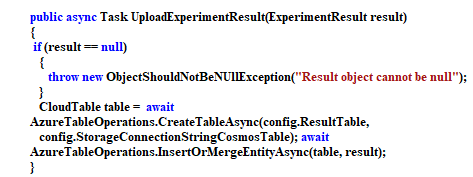 public async Task UploadExperimentResult(ExperimentResult result)
{
if (result == null)
{
throw new ObjectShouldNotBeNUllException("Result object cannot be null");
}
CloudTable table = await
AzureTableOperations.CreateTableAsync(config.ResultTable,
config.StorageConnectionStringCosmosTable); await
AzureTableOperations.InsertOrMergeEntityAsync(table, result);
}